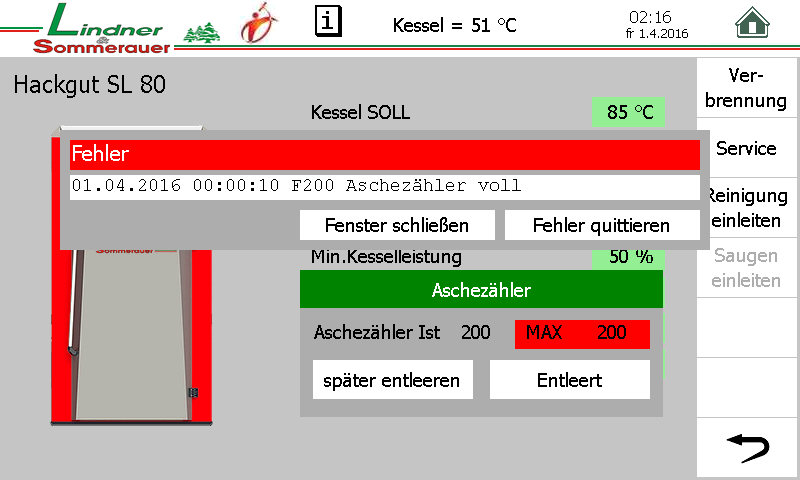 Lindner
&
Sommerauer
i
Kessel = 51 °C
02:16
fr 1.4.2016
Hackgut SL 80
Ver-
brennung
Kessel SOLL
85 °C
Service
Fehler
01.04.2016 00:00:10 F200 Aschezähler voll
Reinigung
einleiten
Fenster schließen
Fehler quittieren
Sommerauer
Min.Kesselleistung
50 %
Saugen
einleiten
Aschezähler
Aschezähler Ist
200
MAX
200
später entleeren
Entleert